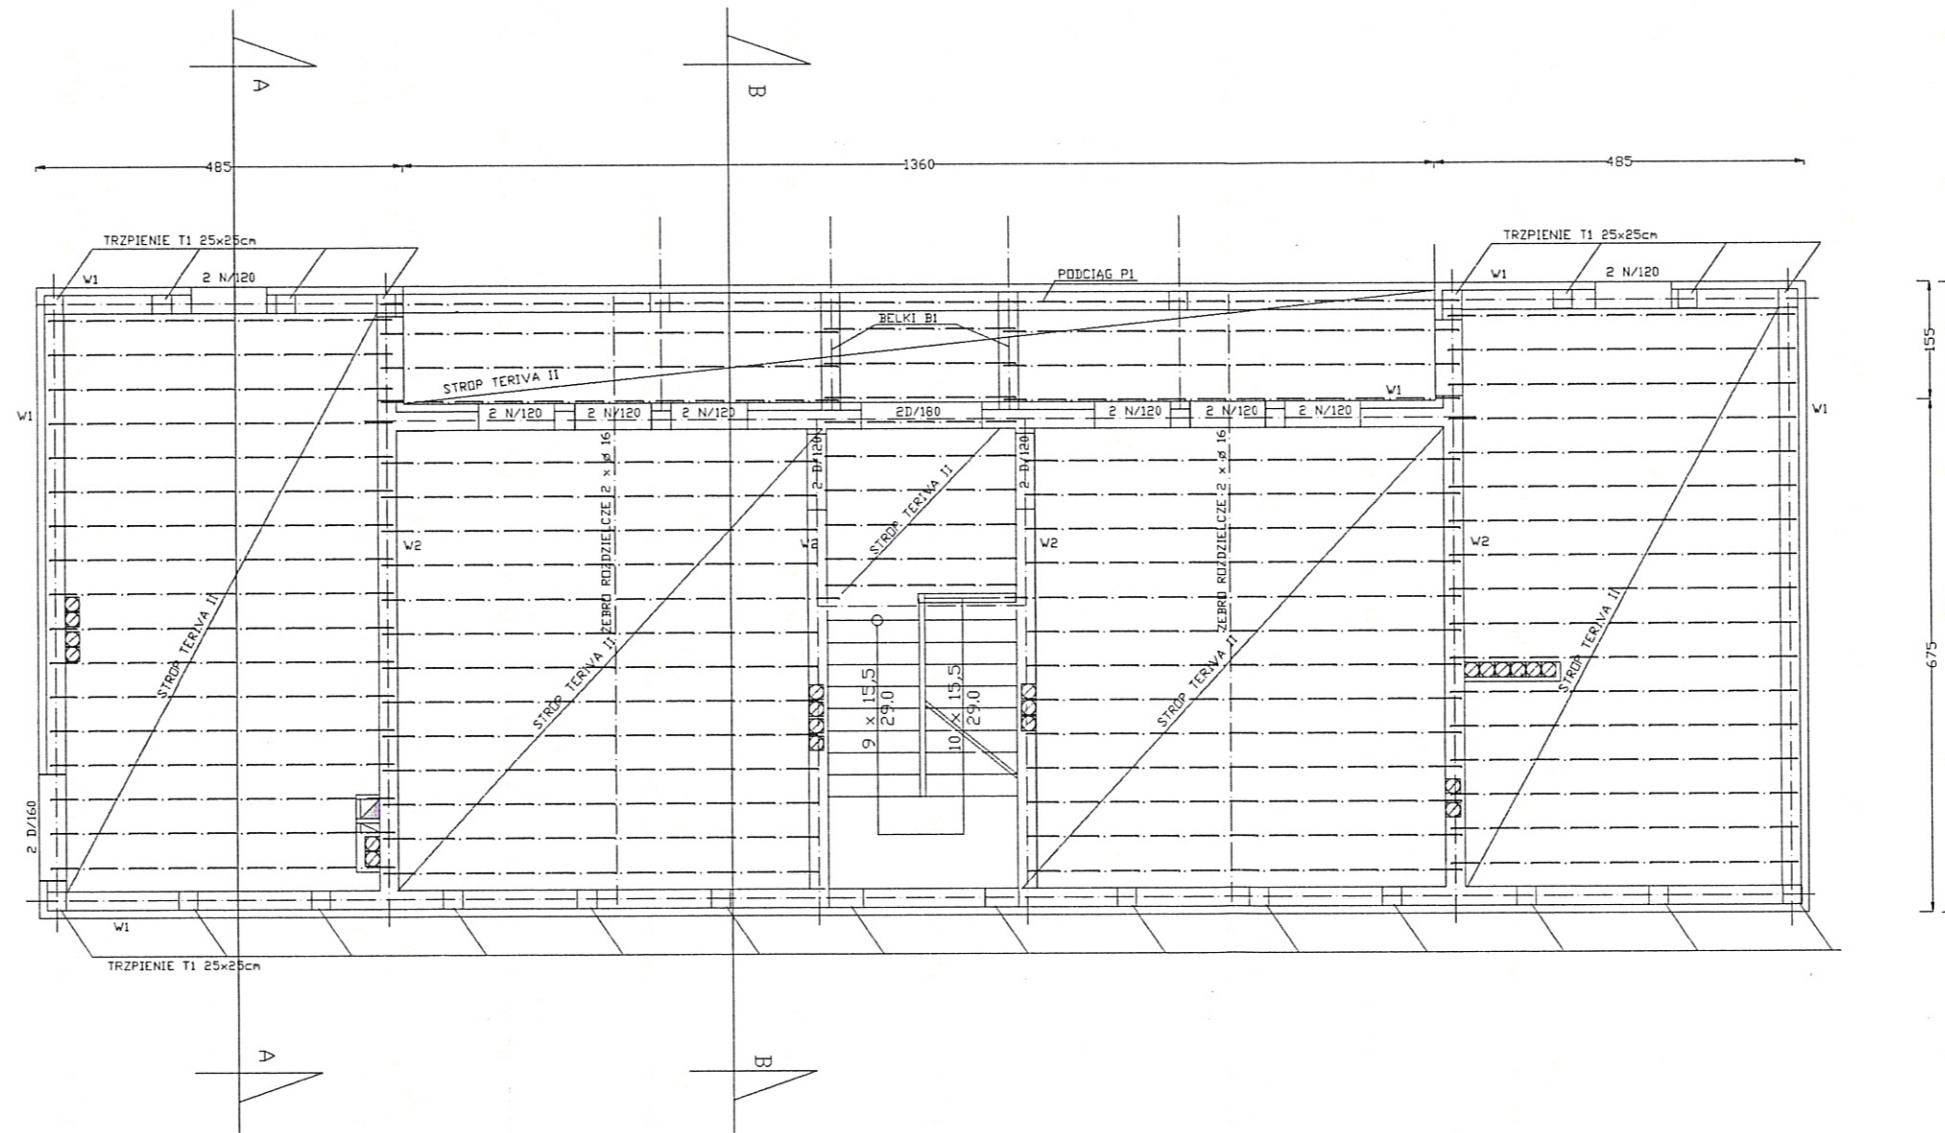 A
B
485
1360
485
TRZPIENIE T1 25x25cm
TRZPIENIE T1 25x25cm
W1
2 N/120
PODCIĄG P1
W1
2 N/120
BELKI B1
155
STROP TERIVA II
W1
W1
2 N/120
2 N/120
2 N/120
2D/180
2 N/120
2 N/120
2 N/120
W1
2 D/120
2 D/120
ŻEBRO ROZDZIELCZE 2 x ø 16
ŻEBRO ROZDZIELCZE 2 x ø 16
STROP TERIVA II
W2
W2
W2
W2
STROP TERIVA II
STROP TERIVA II
STROP TERIVA II
STROP TERIVA II
675
9 x 15,5
29.0
10 x 15,5
29.0
2 D/160
W1
TRZPIENIE T1 25x25cm
A
B